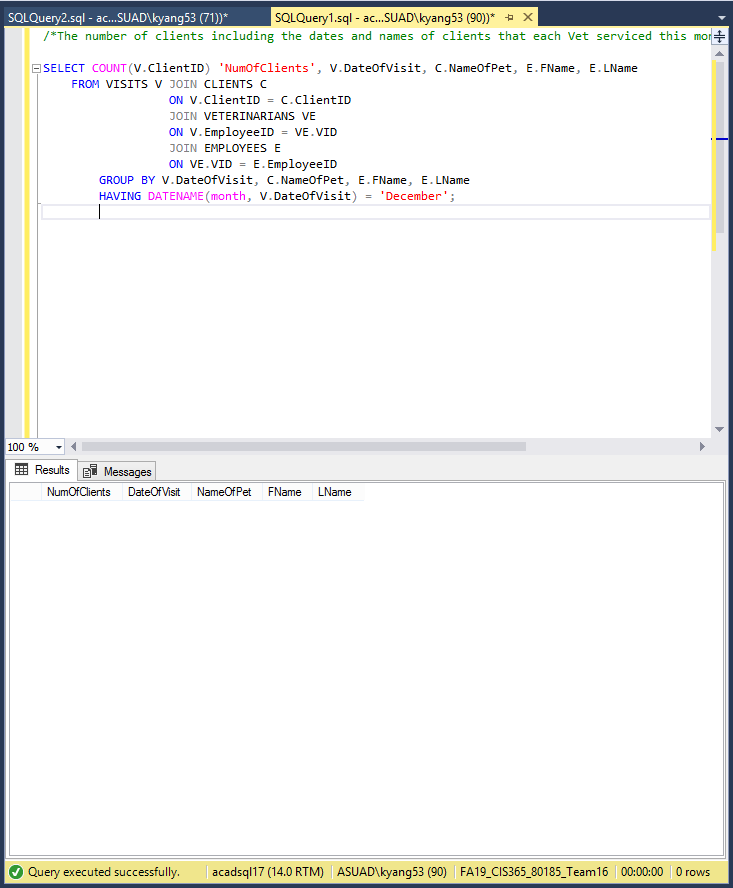 SQLQuery2.sql - ac...SUAD\kyang53 (71))* SQLQuery1.sql - ac...SUAD\kyang53 (90))*
/*The number of clients including the dates and names of clients that each Vet serviced this mon
SELECT COUNT(V.ClientID) 'NumOfClients', V.DateOfVisit, C.NameOfPet, E.FName, E.LName
FROM VISITS V JOIN CLIENTS C
ON V.ClientID = C.ClientID
JOIN VETERINARIANS VE
ON V.EmployeeID = VE.VID
JOIN EMPLOYEES E
ON VE.VID = E.EmployeeID
GROUP BY V.DateOfVisit, C.NameOfPet, E.FName, E.LName
HAVING DATENAME(month, V.DateOfVisit) = 'December';
100 %
Results Messages
NumOfClients DateOfVisit NameOfPet FName LName
Query executed successfully. acadsql17 (14.0 RTM) ASUAD\kyang53 (90) FA19_CIS365_80185_Team16 00:00:00 0 rows